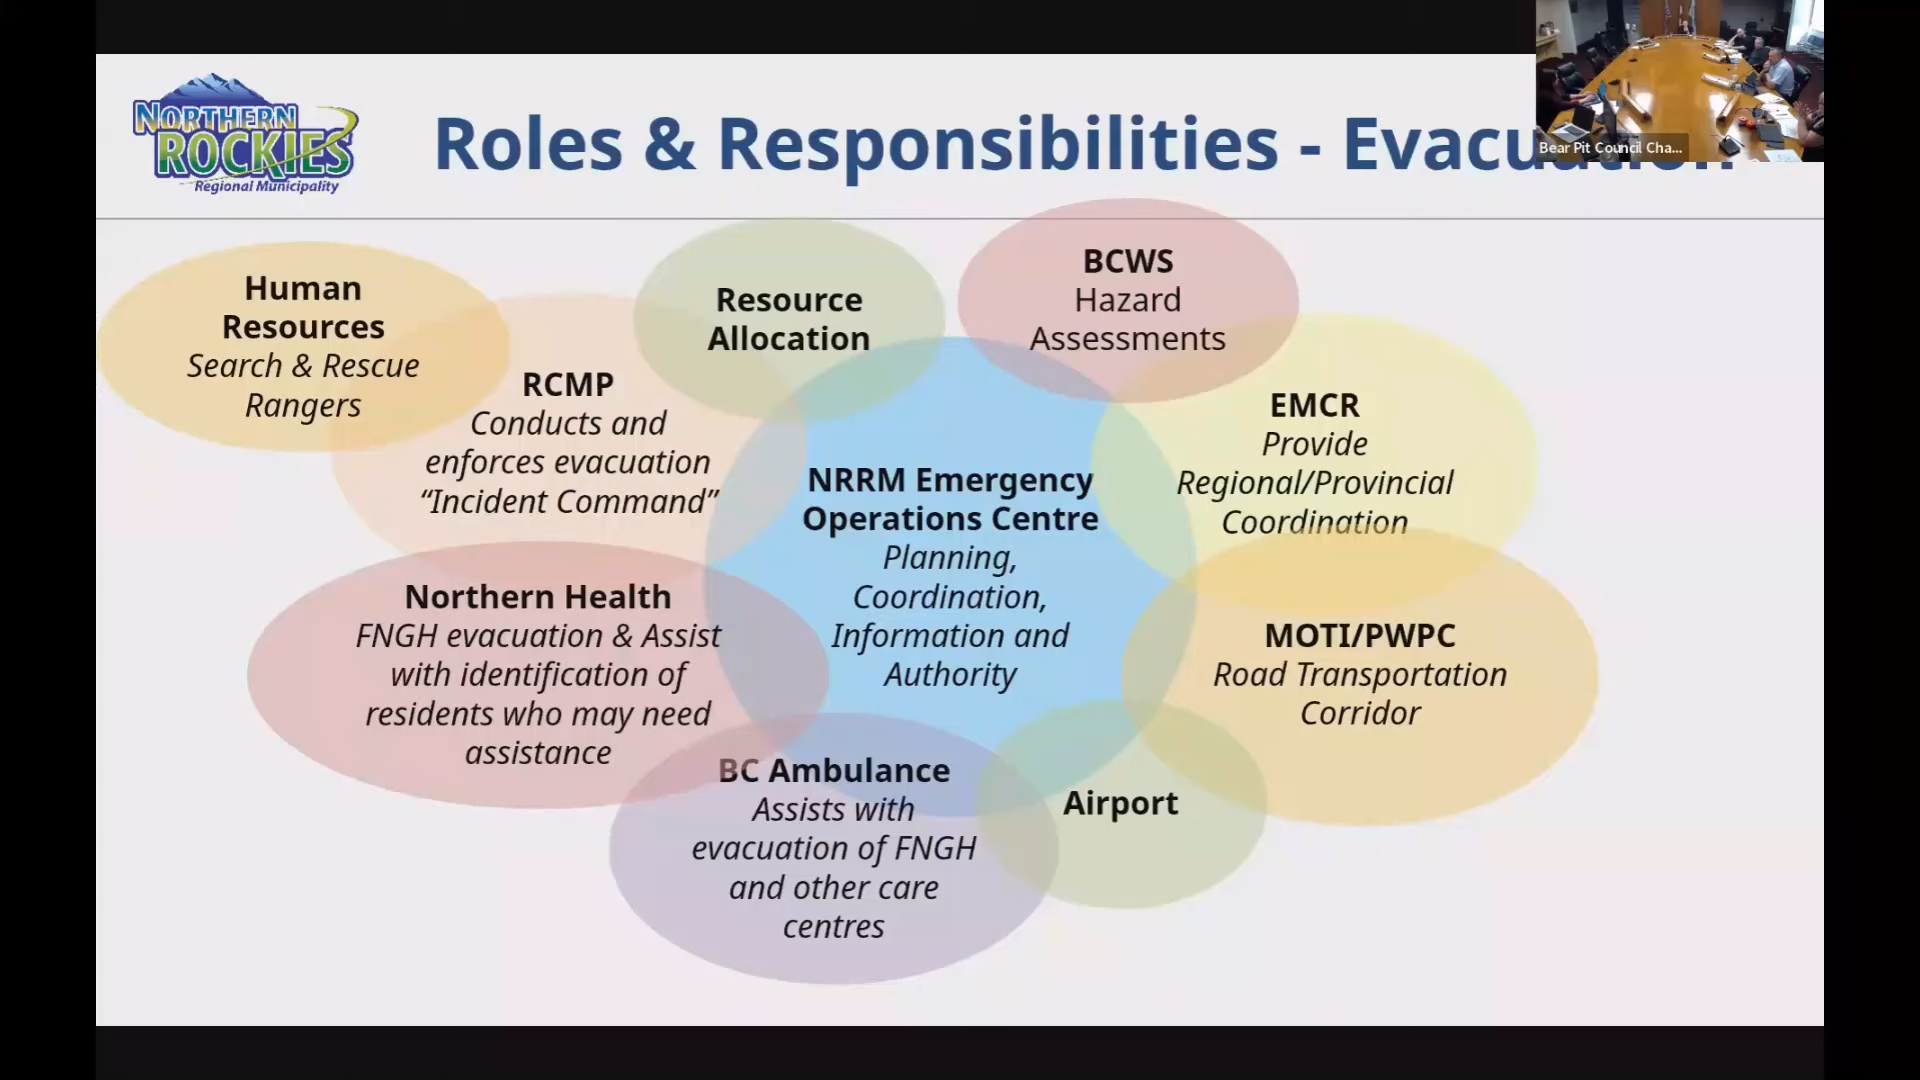 NORTHERN
ROCKIES
Regional Municipality
Roles & Responsibilities - Evacuation
Bear Pit Council Cha...
Human
Resources
Search & Rescue
Rangers
RCMP
Conducts and
enforces evacuation
“Incident Command”
Resource
Allocation
BCWS
Hazard
Assessments
EMCR
Provide
Regional/Provincial
Coordination
NRRM Emergency
Operations Centre
Planning,
Coordination,
Information and
Authority
Northern Health
FNGH evacuation & Assist
with identification of
residents who may need
assistance
MOTI/PWPC
Road Transportation
Corridor
BC Ambulance
Assists with
evacuation of FNGH
and other care
centres
Airport